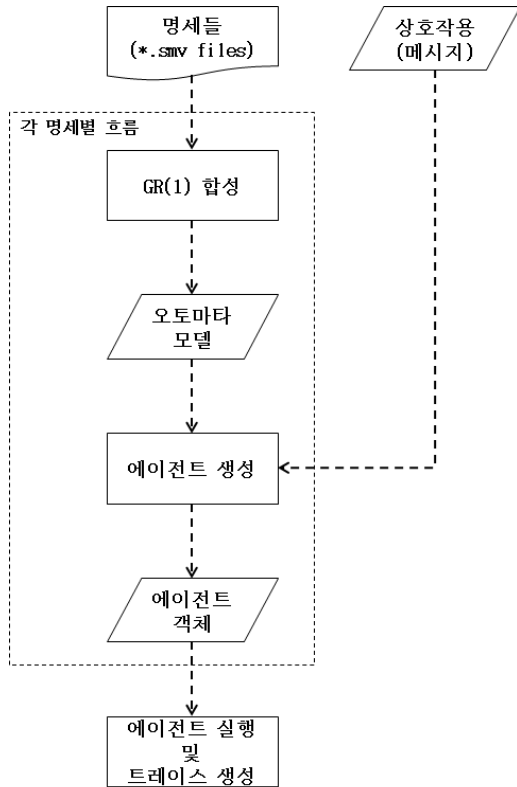 명세들
(*.smv files)
상호작용
(메시지)
각 명세별 흐름
GR(1) 합성
오토마타
모델
에이전트 생성
에이전트
객체
에이전트 실행
및
트레이스 생성